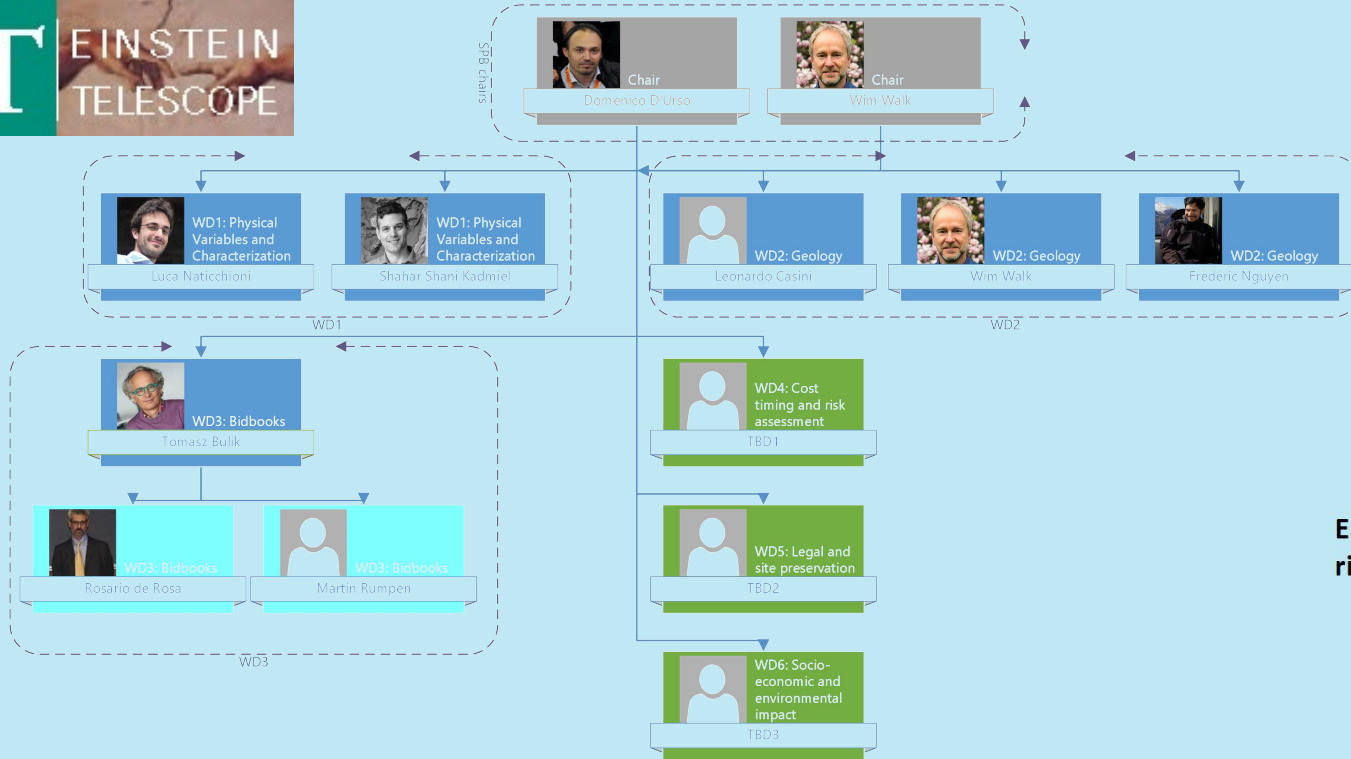 T
EINSTEIN
TELESCOPE
SPB chairs
Chair
Domenico D'Urso
Chair
Wim Walk
WD1: Physical
Variables and
Characterization
Luca Naticchioni
WD1: Physical
Variables and
Characterization
Shahar Shani Kadmiel
WD1
WD2: Geology
Leonardo Casini
WD2: Geology
Wim Walk
WD2: Geology
Frederic Nguyen
WD2
WD3: Bidbooks
Tomasz Bulik
WD3: Bidbooks
Rosario de Rosa
WD3: Bidbooks
Martin Rumpen
WD3
WD4: Cost
timing and risk
assessment
TBD1
WD5: Legal and
site preservation
TBD2
WD6: Socio-
economic and
environmental
impact
TBD3
E
ri